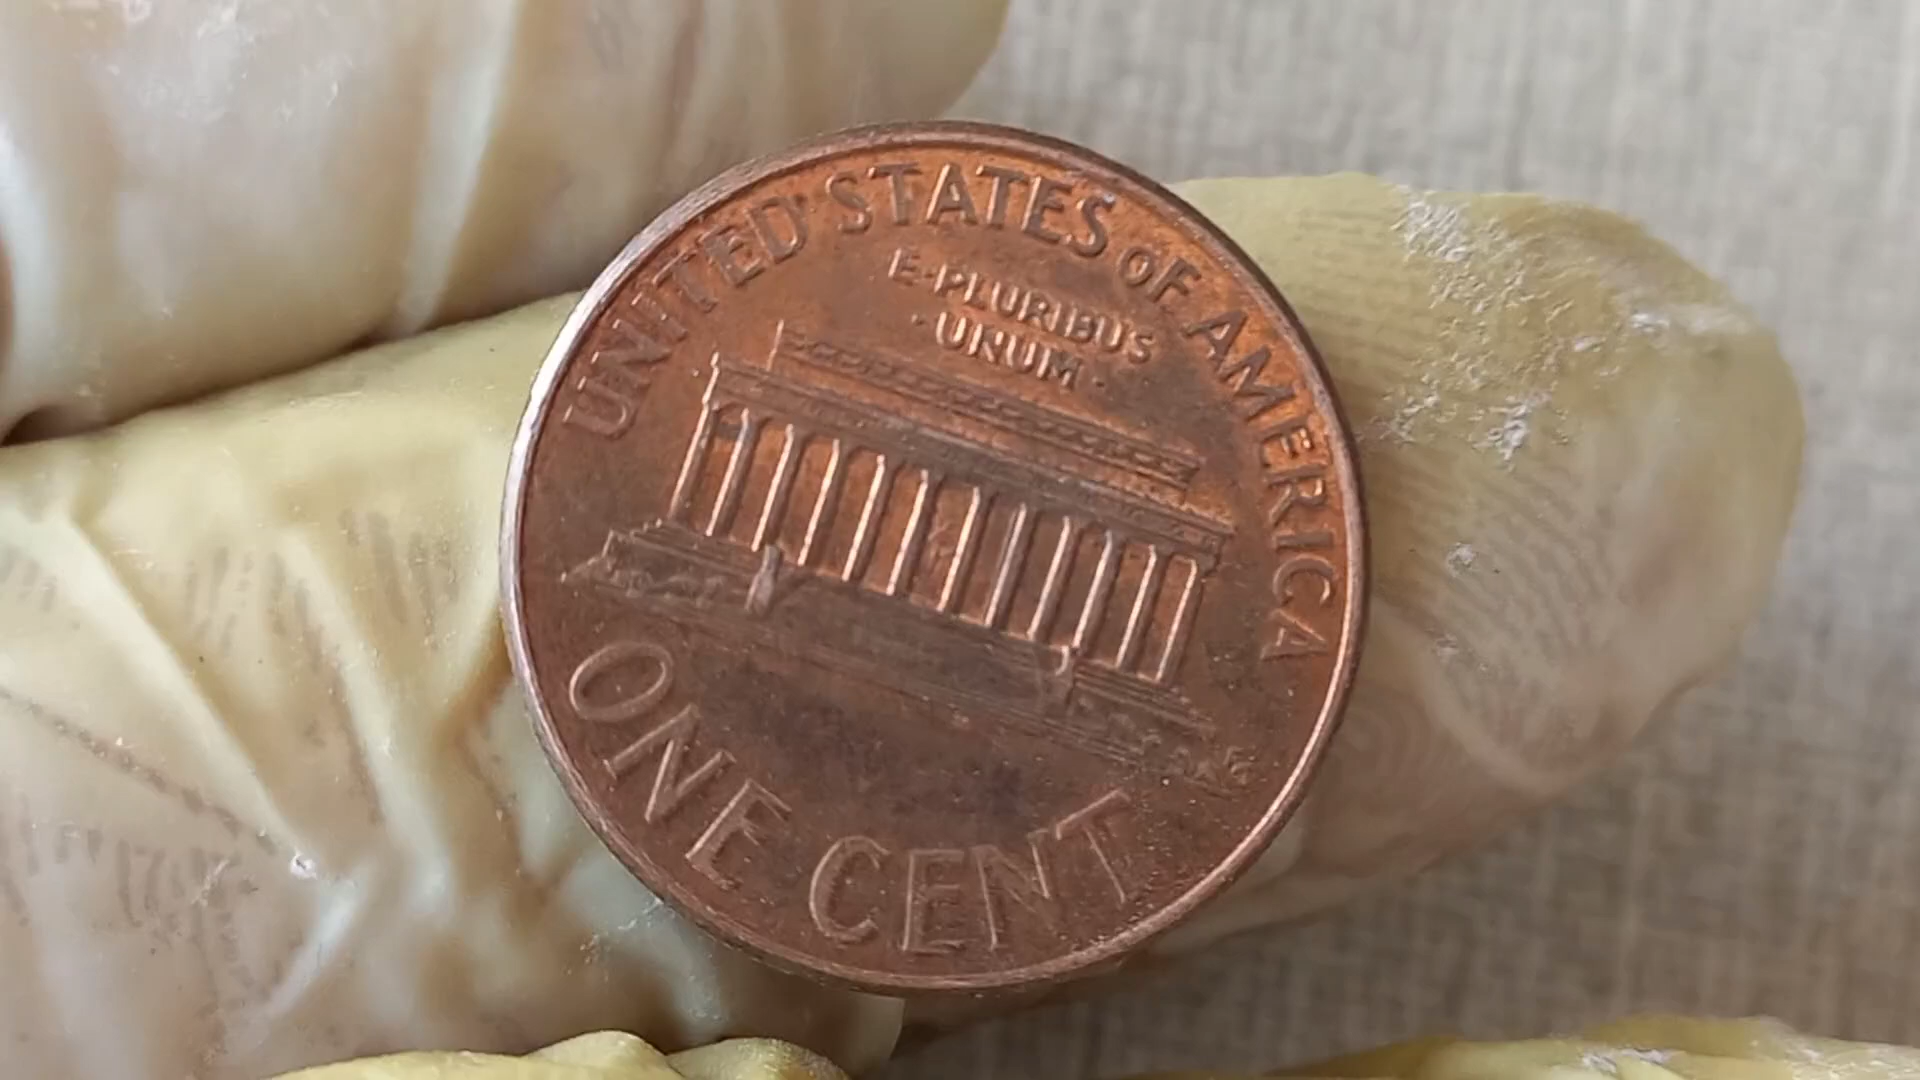 UNITED STATES OF AMERICA
E·PLURIBUS
·UNUM·
ONE CENT